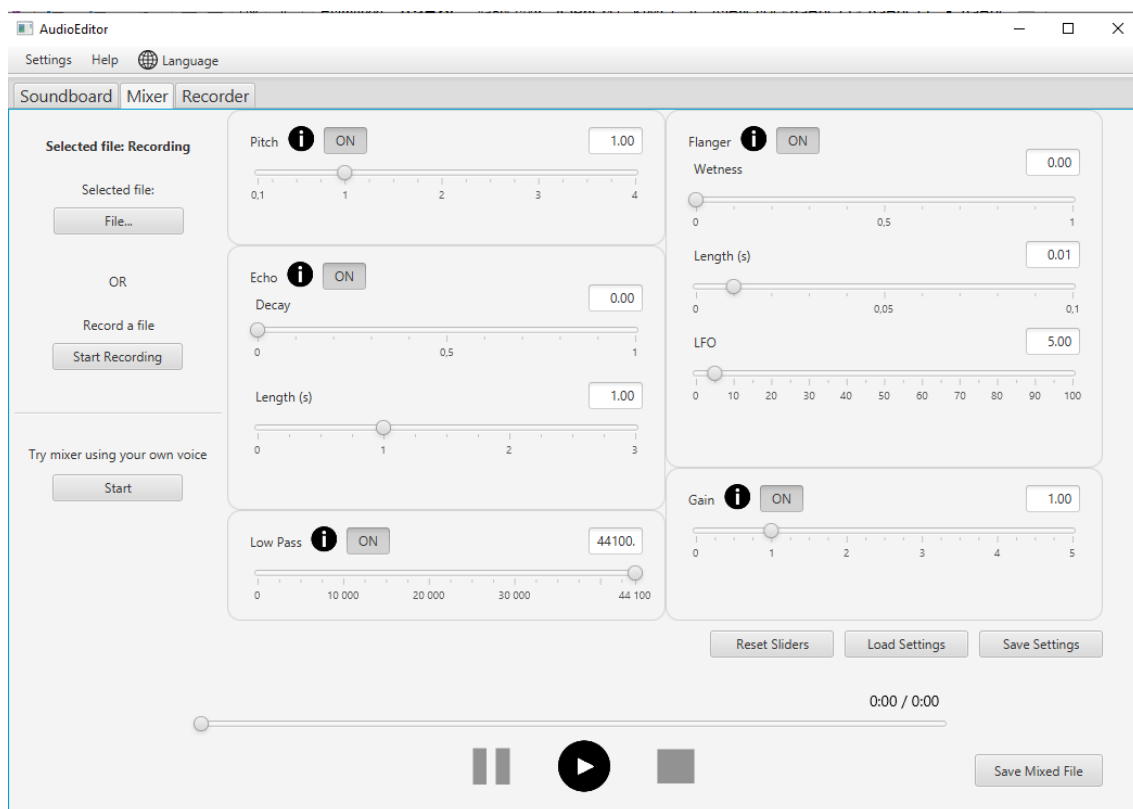 AudioEditor
Settings Help Language
Soundboard Mixer Recorder
Selected file: Recording
Selected file:
File...
OR
Record a file
Start Recording
Try mixer using your own voice
Start
Pitch i ON 1.00
0,1 1 2 3 4
Echo i ON
Decay 0.00
0 0,5 1
Length (s) 1.00
0 1 2 3
Low Pass i ON 44100.
0 10 000 20 000 30 000 44 100
Flanger i ON
Wetness 0.00
0 0,5 1
Length (s) 0.01
0 0,05 0,1
LFO 5.00
0 10 20 30 40 50 60 70 80 90 100
Gain i ON 1.00
0 1 2 3 4 5
Reset Sliders Load Settings Save Settings
0:00 / 0:00
Save Mixed File